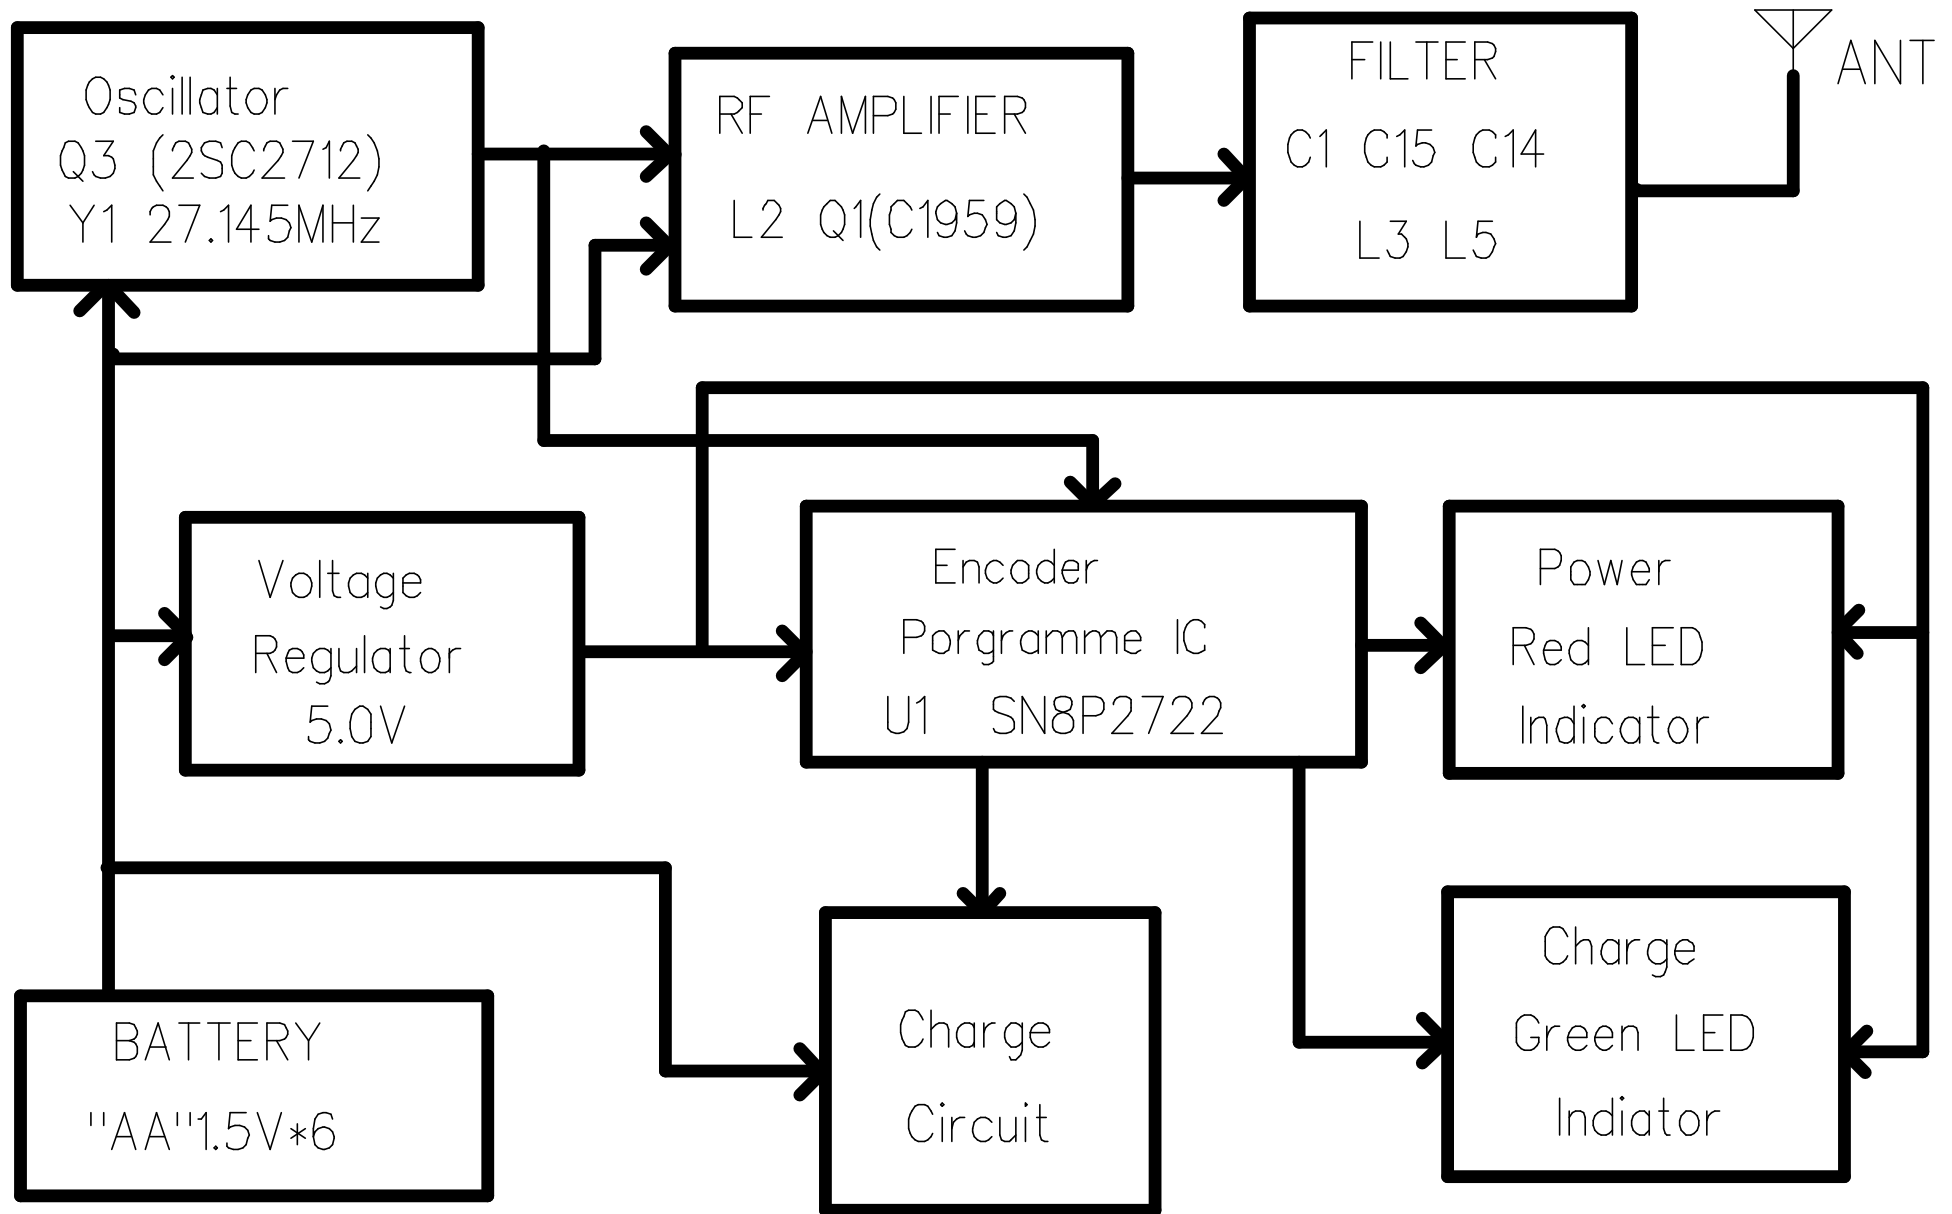 Oscillator
Q3 (2SC2712)
Y1 27.145MHz
RF AMPLIFIER
L2 Q1(C1959)
FILTER
C1 C15 C14
L3 L5
ANT
Voltage
Regulator
5.0V
Encoder
Porgramme IC
U1 SN8P2722
Power
Red LED
Indicator
BATTERY
"AA"1.5V*6
Charge
Circuit
Charge
Green LED
Indiator